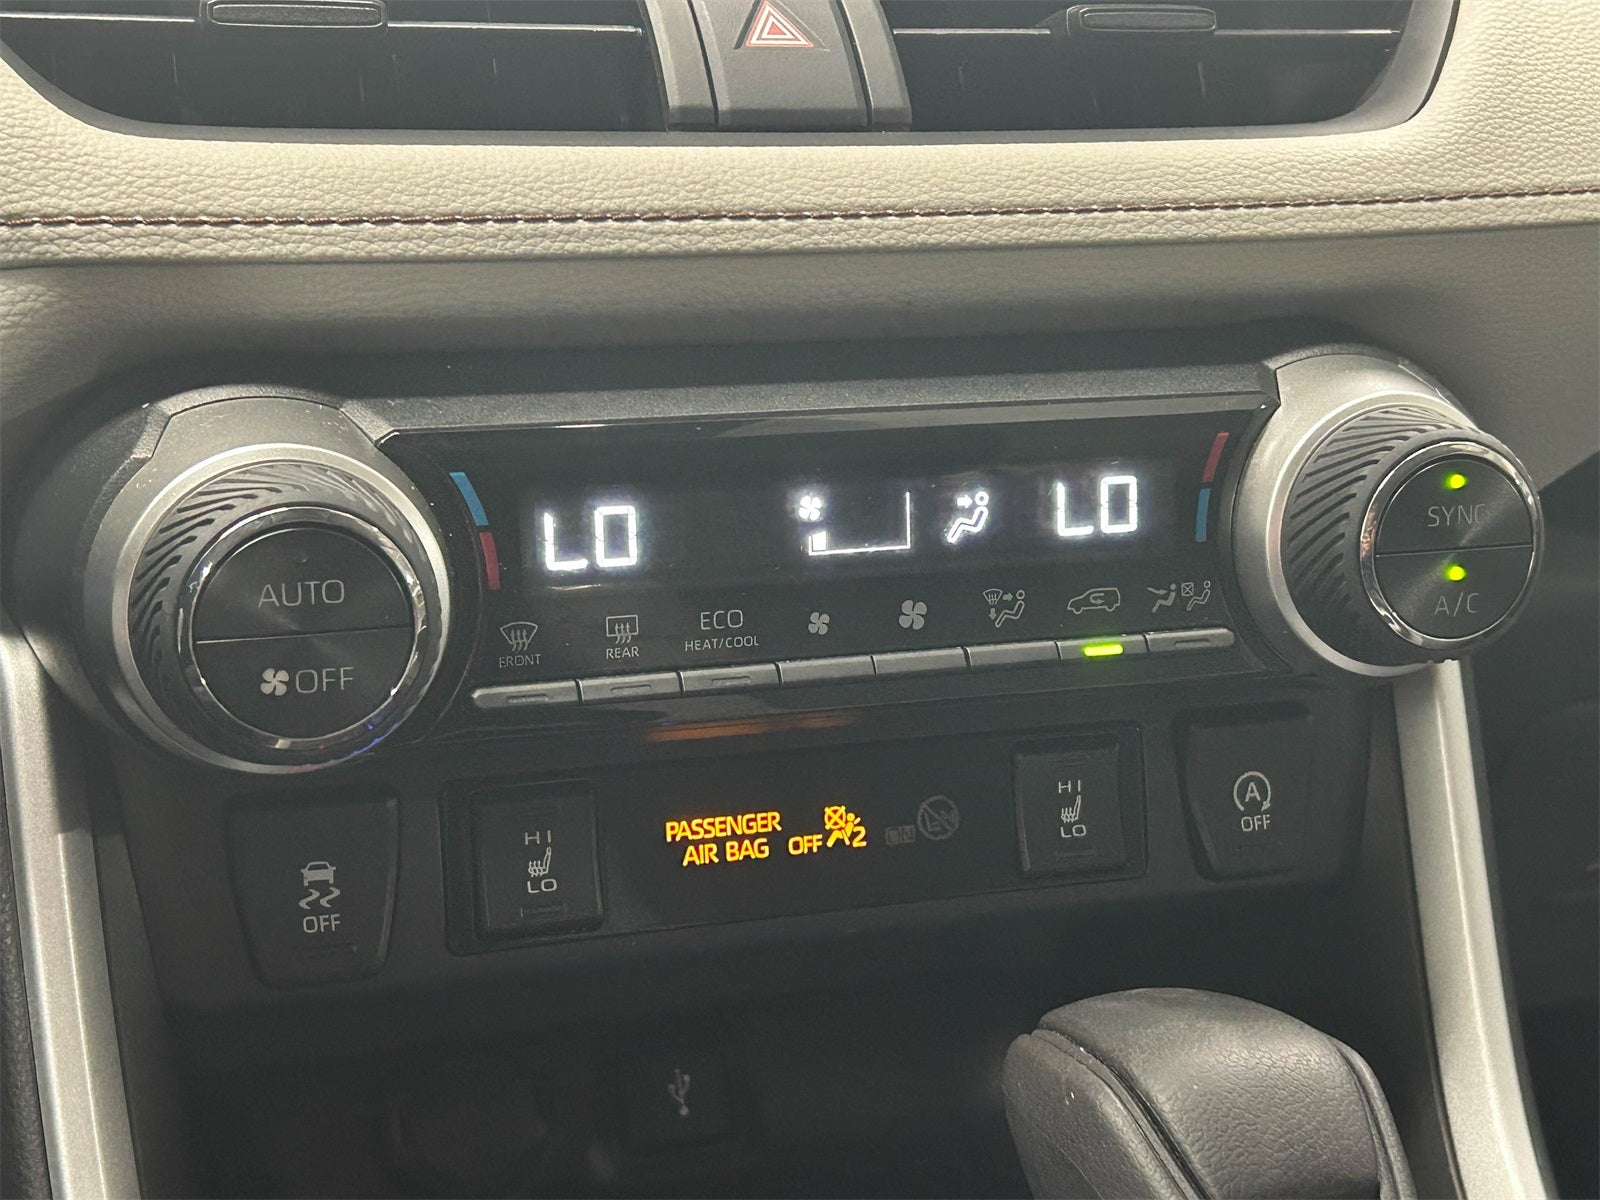 LO
LO
SYNC
AUTO
A/C
ECO
HEAT/COOL
FRONT
REAR
OFF
HI
LO
PASSENGER
AIR BAG OFF 2
HI
LO
A
OFF
OFF